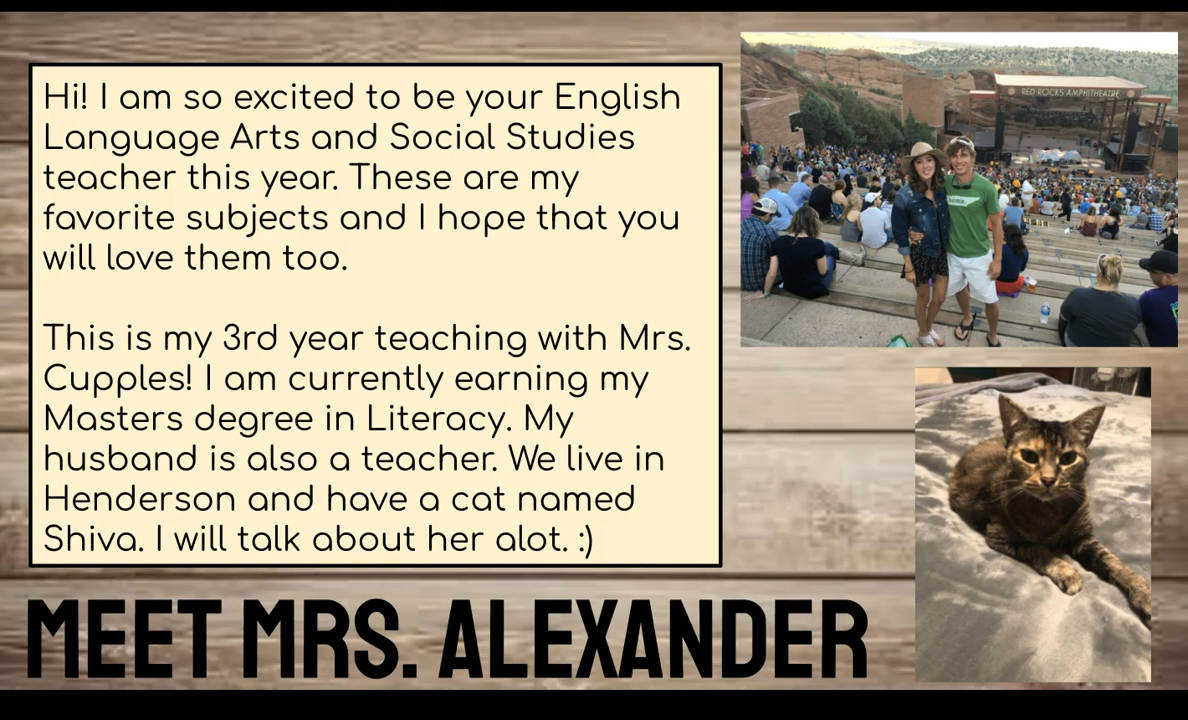 Hi! I am so excited to be your English
Language Arts and Social Studies
teacher this year. These are my
favorite subjects and I hope that you
will love them too.
This is my 3rd year teaching with Mrs.
Cupples! I am currently earning my
Masters degree in Literacy. My
husband is also a teacher. We live in
Henderson and have a cat named
Shiva. I will talk about her alot. :)
MEET MRS. ALEXANDER
RED ROCKS AMPHITHEATRE
home.